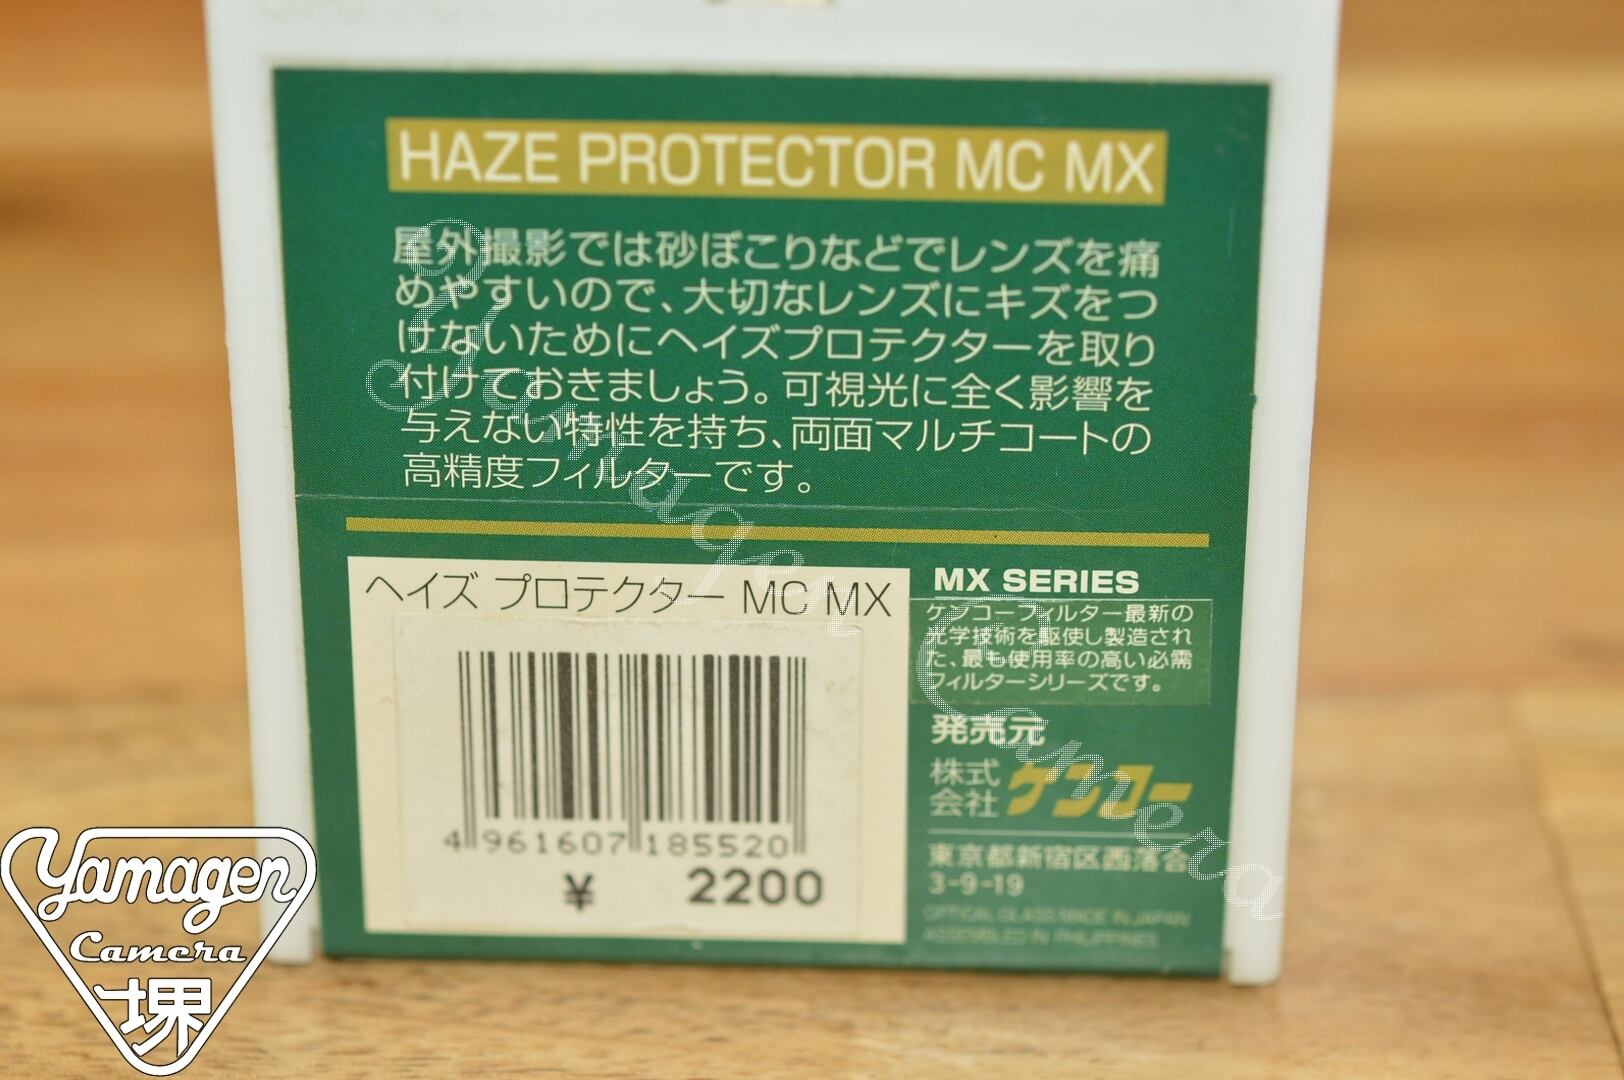 HAZE PROTECTOR MC MX
屋外撮影では砂ぼこりなどでレンズを痛
めやすいので、大切なレンズにキズをつ
けないためにヘイズプロテクターを取り
付けておきましょう。可視光に全く影響を
与えない特性を持ち、両面マルチコートの
高精度フィルターです。
ヘイズ プロテクター MC MX
4 961607 185520
¥ 2200
MX SERIES
ケンコーフィルター最新の
光学技術を駆使し製造され
た、最も使用率の高い必需
フィルターシリーズです。
発売元
株式
会社 ケンコー
東京都新宿区西落合
3-9-19
OPTICAL GLASS MADE IN JAPAN
ASSEMBLED IN PHILIPPINES
Yamagen Camera
Yamagen
Camera
堺